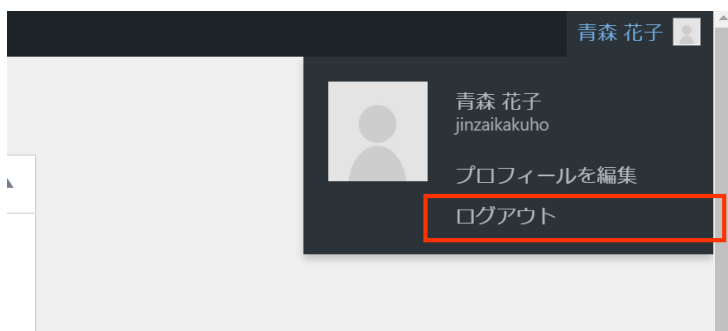 青森 花子
青森 花子
jinzaikakuho
プロフィールを編集
ログアウト